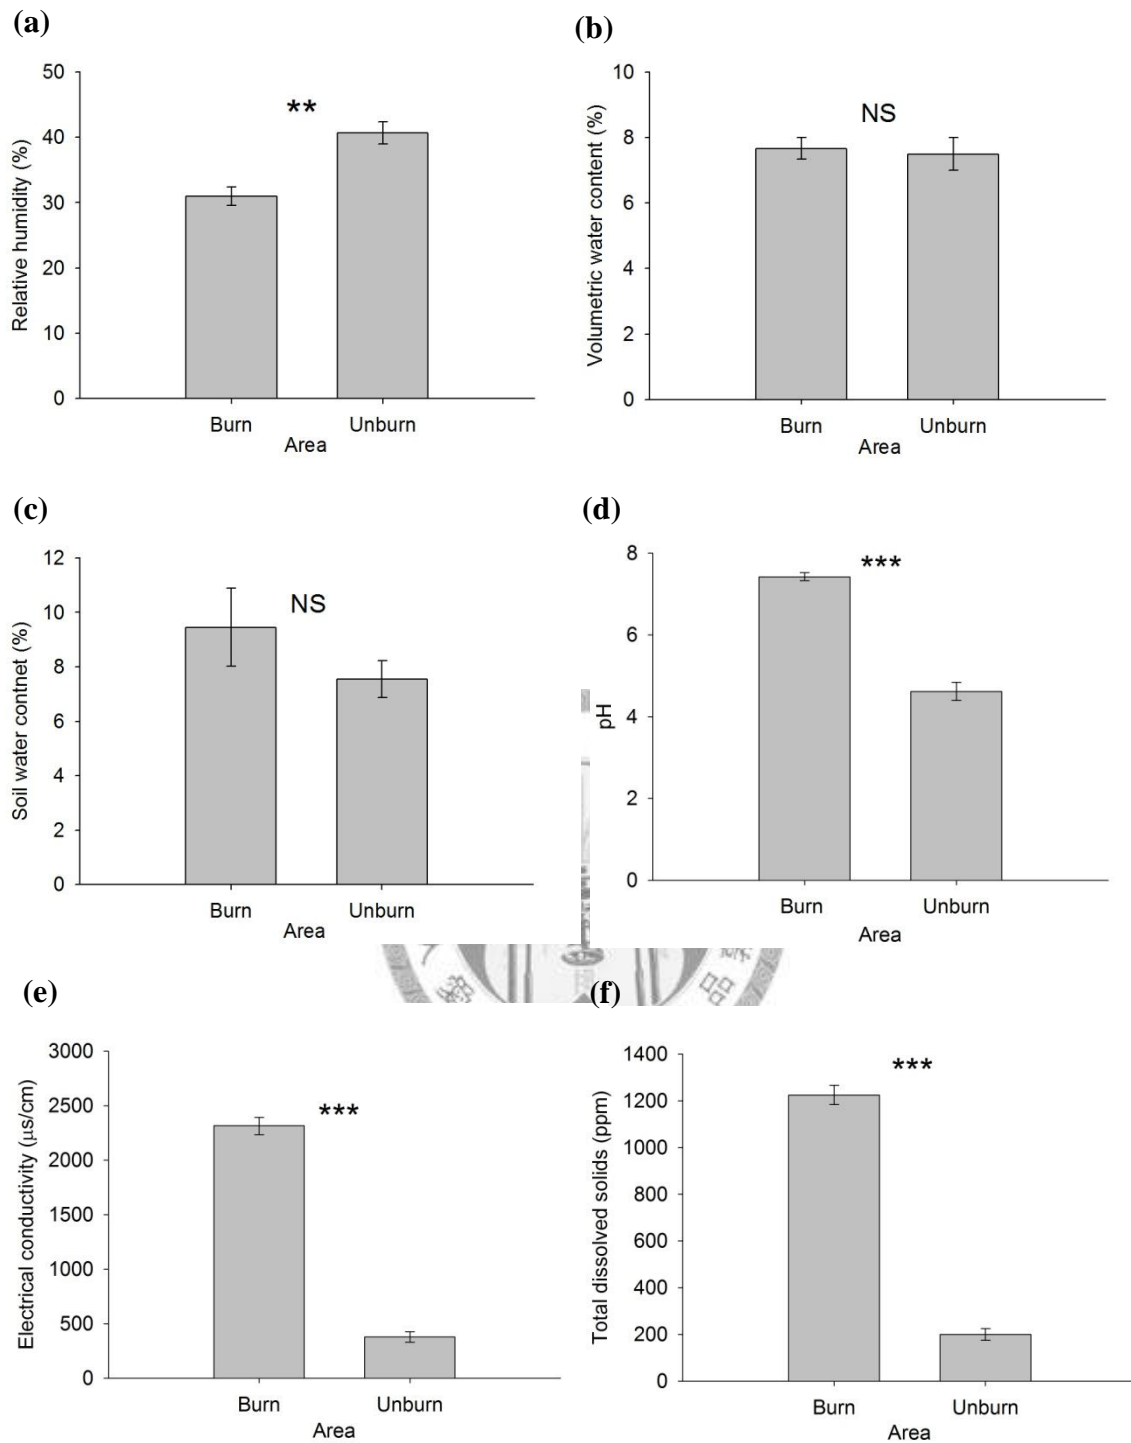 (a)
50
40
30
20
10
0
Relative humidity (%)
**
Burn
Unburn
Area
(b)
10
8
6
4
2
0
Volumetric water content (%)
NS
Burn
Unburn
Area
(c)
12
10
8
6
4
2
0
Soil water contnet (%)
NS
Burn
Unburn
Area
(d)
8
6
4
2
0
pH
***
Burn
Unburn
Area
(e)
3000
2500
2000
1500
1000
500
0
Electrical conductivity (μs/cm)
***
Burn
Unburn
Area
(f)
1400
1200
1000
800
600
400
200
0
Total dissolved solids (ppm)
***
Burn
Unburn
Area